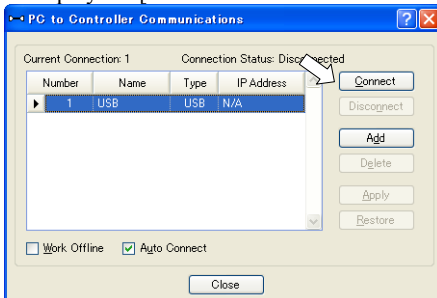 PC to Controller Communications
Current Connection: 1 Connection Status: Disconnected
Number Name Type IP Address
1 USB USB N/A
Connect
Disconnect
Add
Delete
Apply
Restore
Work Offline Auto Connect
Close